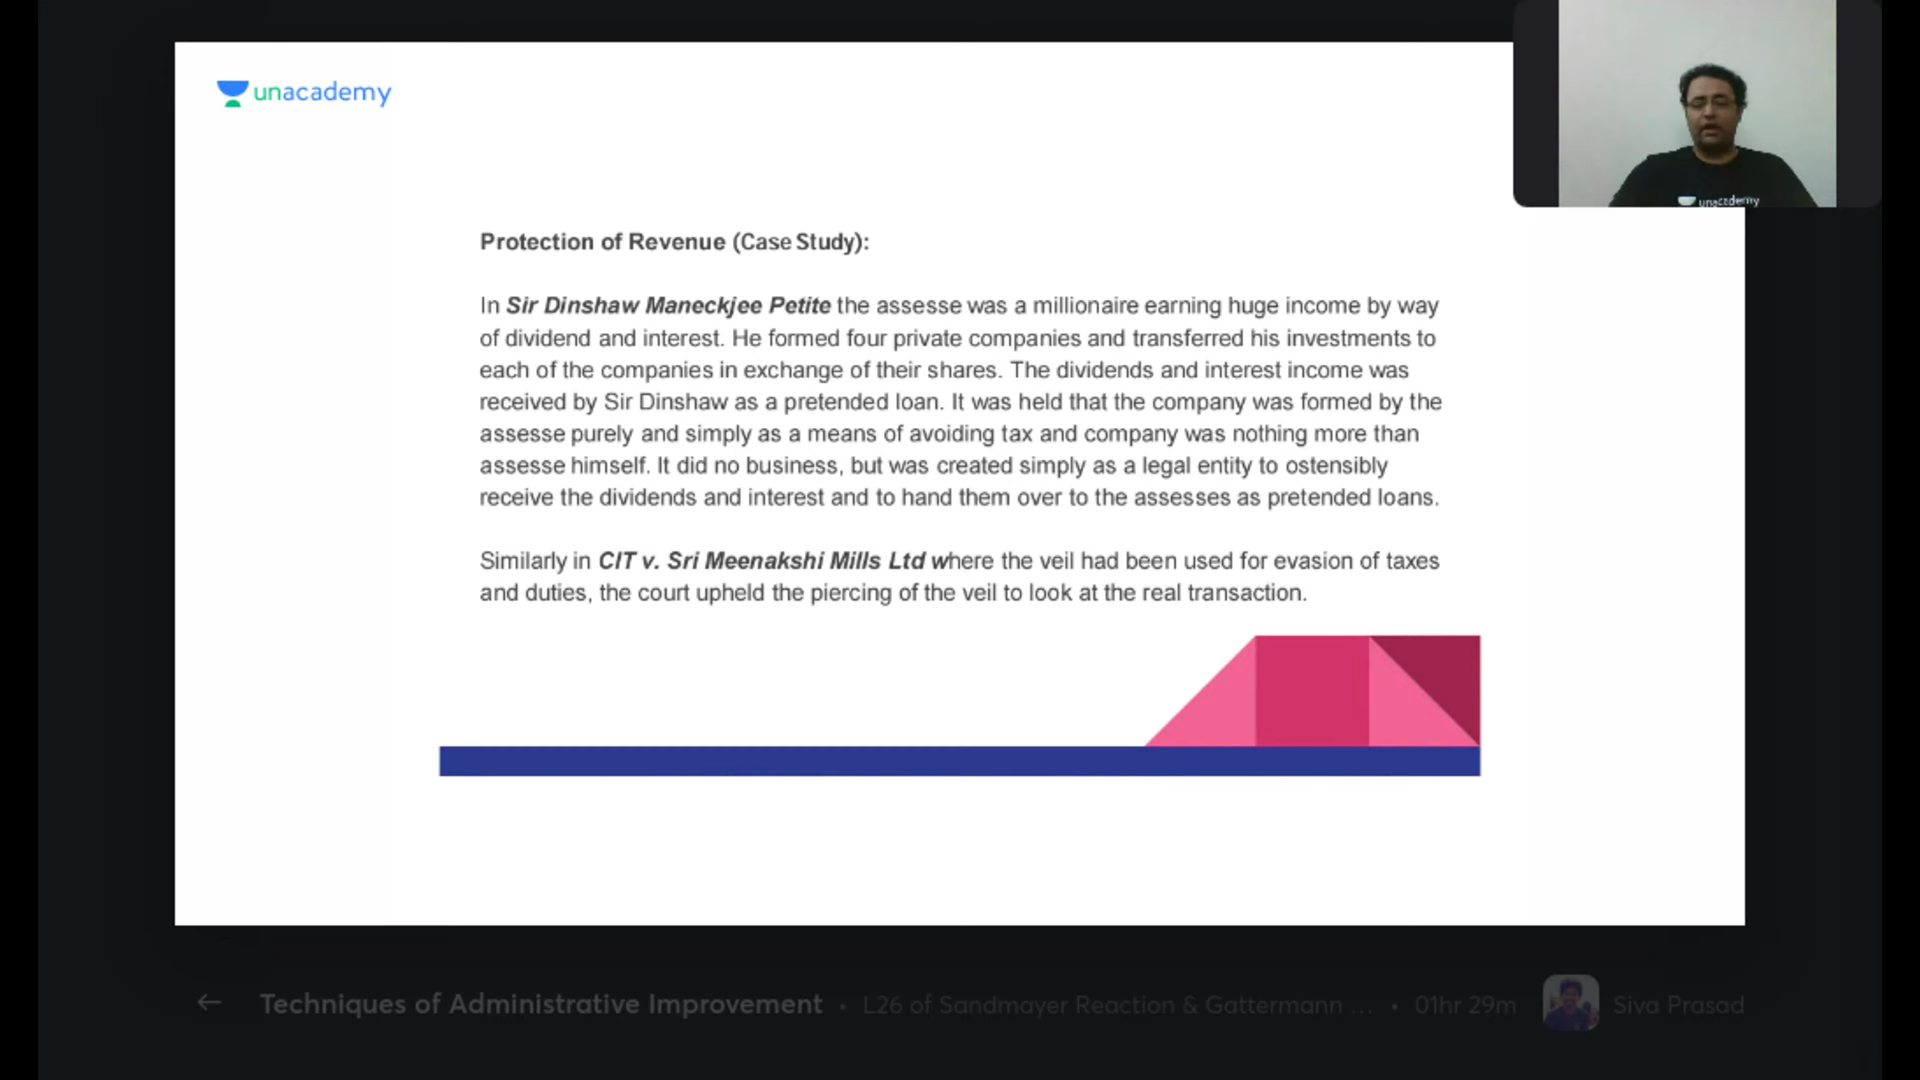 unacademy
unacademy
Protection of Revenue (Case Study):
In Sir Dinshaw Maneckjee Petite the assesse was a millionaire earning huge income by way
of dividend and interest. He formed four private companies and transferred his investments to
each of the companies in exchange of their shares. The dividends and interest income was
received by Sir Dinshaw as a pretended loan. It was held that the company was formed by the
assesse purely and simply as a means of avoiding tax and company was nothing more than
assesse himself. It did no business, but was created simply as a legal entity to ostensibly
receive the dividends and interest and to hand them over to the assesses as pretended loans.
Similarly in CIT v. Sri Meenakshi Mills Ltd where the veil had been used for evasion of taxes
and duties, the court upheld the piercing of the veil to look at the real transaction.
Techniques of Administrative Improvement • L26 of Sandmayer Reaction & Gattermann ... • 01hr 29m Siva Prasad